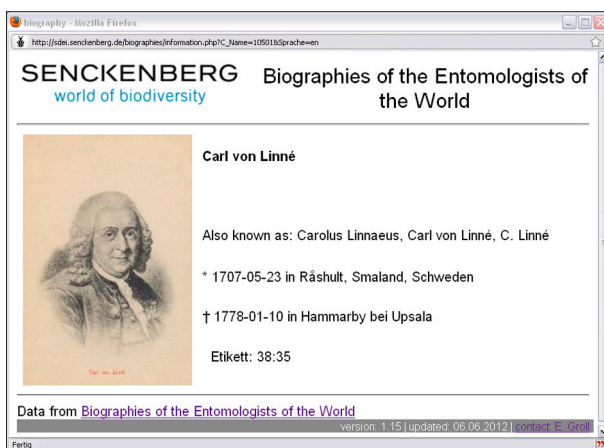 biography - Mozilla Firefox
http://sdei.senckenberg.de/biographies/information.php?C_Name=10501&Sprache=en
SENCKENBERG
world of biodiversity
Biographies of the Entomologists of
the World
Carl von Linné
Also known as: Carolus Linnaeus, Carl von Linné, C. Linné
* 1707-05-23 in Råshult, Smaland, Schweden
† 1778-01-10 in Hammarby bei Upsala
Etikett: 38:35
Carl von Linné.
Data from Biographies of the Entomologists of the World
version: 1.15 | updated: 06.06.2012 | contact: E. Groll
Fertig